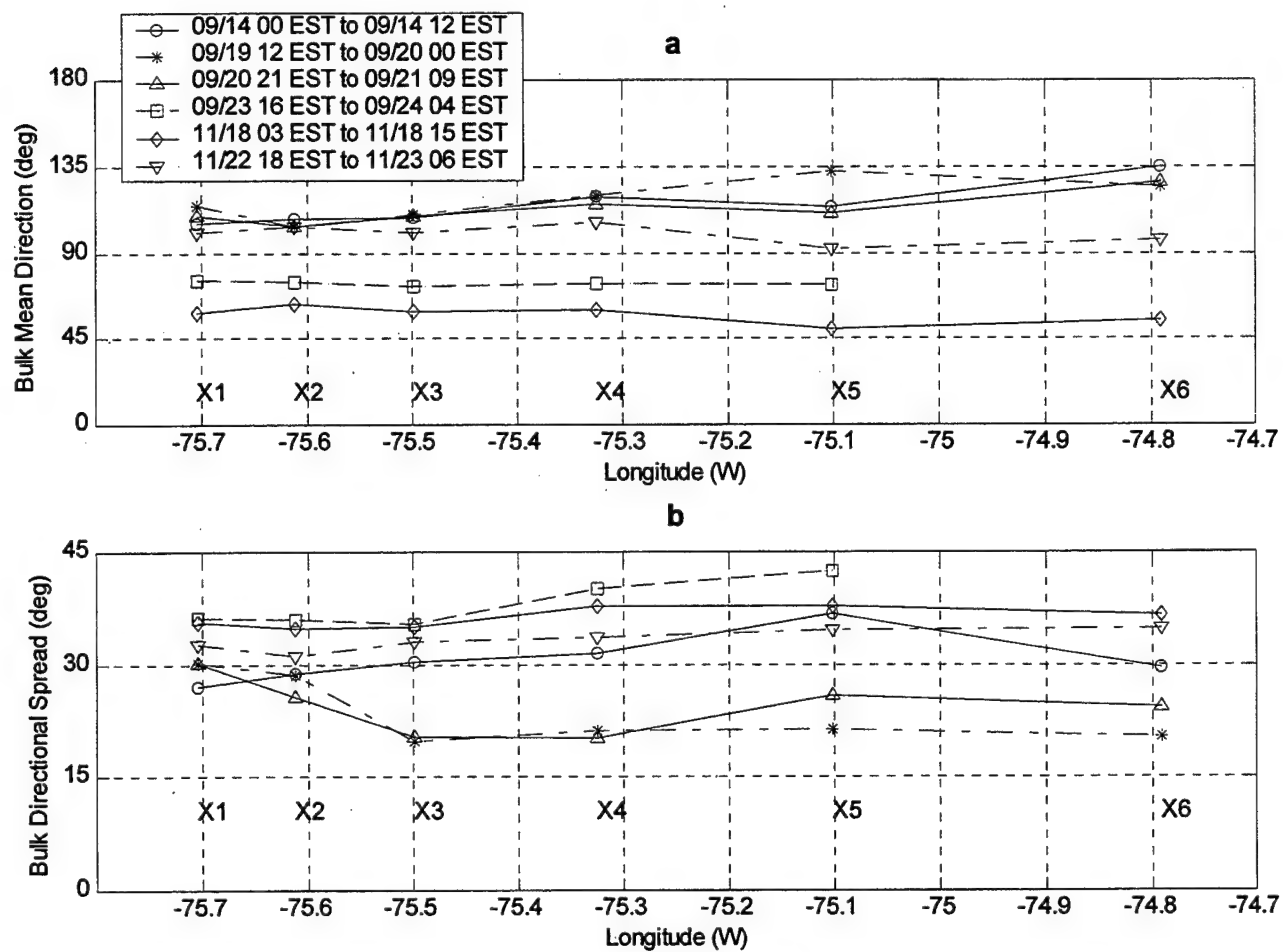 09/14 00 EST to 09/14 12 EST
09/19 12 EST to 09/20 00 EST
09/20 21 EST to 09/21 09 EST
09/23 16 EST to 09/24 04 EST
11/18 03 EST to 11/18 15 EST
11/22 18 EST to 11/23 06 EST
a
Bulk Mean Direction (deg)
180
135
90
45
0
X1 X2 X3 X4 X5 X6
-75.7 -75.6 -75.5 -75.4 -75.3 -75.2 -75.1 -75 -74.9 -74.8 -74.7
Longitude (W)
b
Bulk Directional Spread (deg)
45
30
15
0
X1 X2 X3 X4 X5 X6
-75.7 -75.6 -75.5 -75.4 -75.3 -75.2 -75.1 -75 -74.9 -74.8 -74.7
Longitude (W)